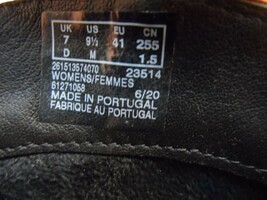 UK US EU CN
7 9½ 41 255
D M 1.5
261513574070 23514
WOMENS/FEMMES
61271058 6/20
MADE IN PORTUGAL
FABRIQUE AU PORTUGAL